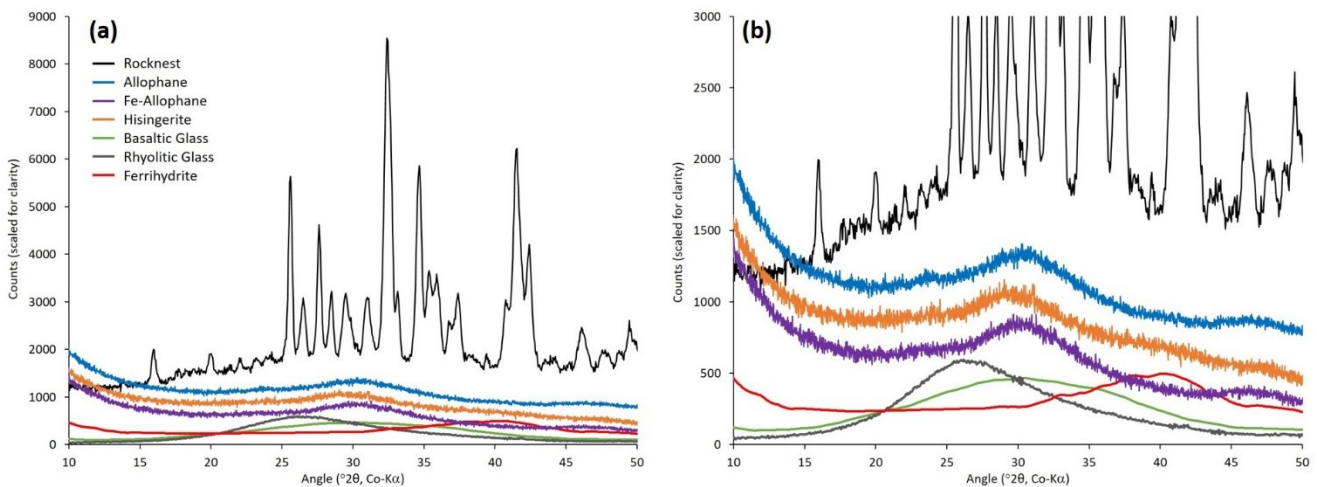 (a)
9000
8000
7000
6000
5000
4000
3000
2000
1000
0
Counts (scaled for clarity)
Rocknest
Allophane
Fe-Allophane
Hisingerite
Basaltic Glass
Rhyolitic Glass
Ferrihydrite
10 15 20 25 30 35 40 45 50
Angle (°2θ, Co-Kα)
(b)
3000
2500
2000
1500
1000
500
0
Counts (scaled for clarity)
10 15 20 25 30 35 40 45 50
Angle (°2θ, Co-Kα)